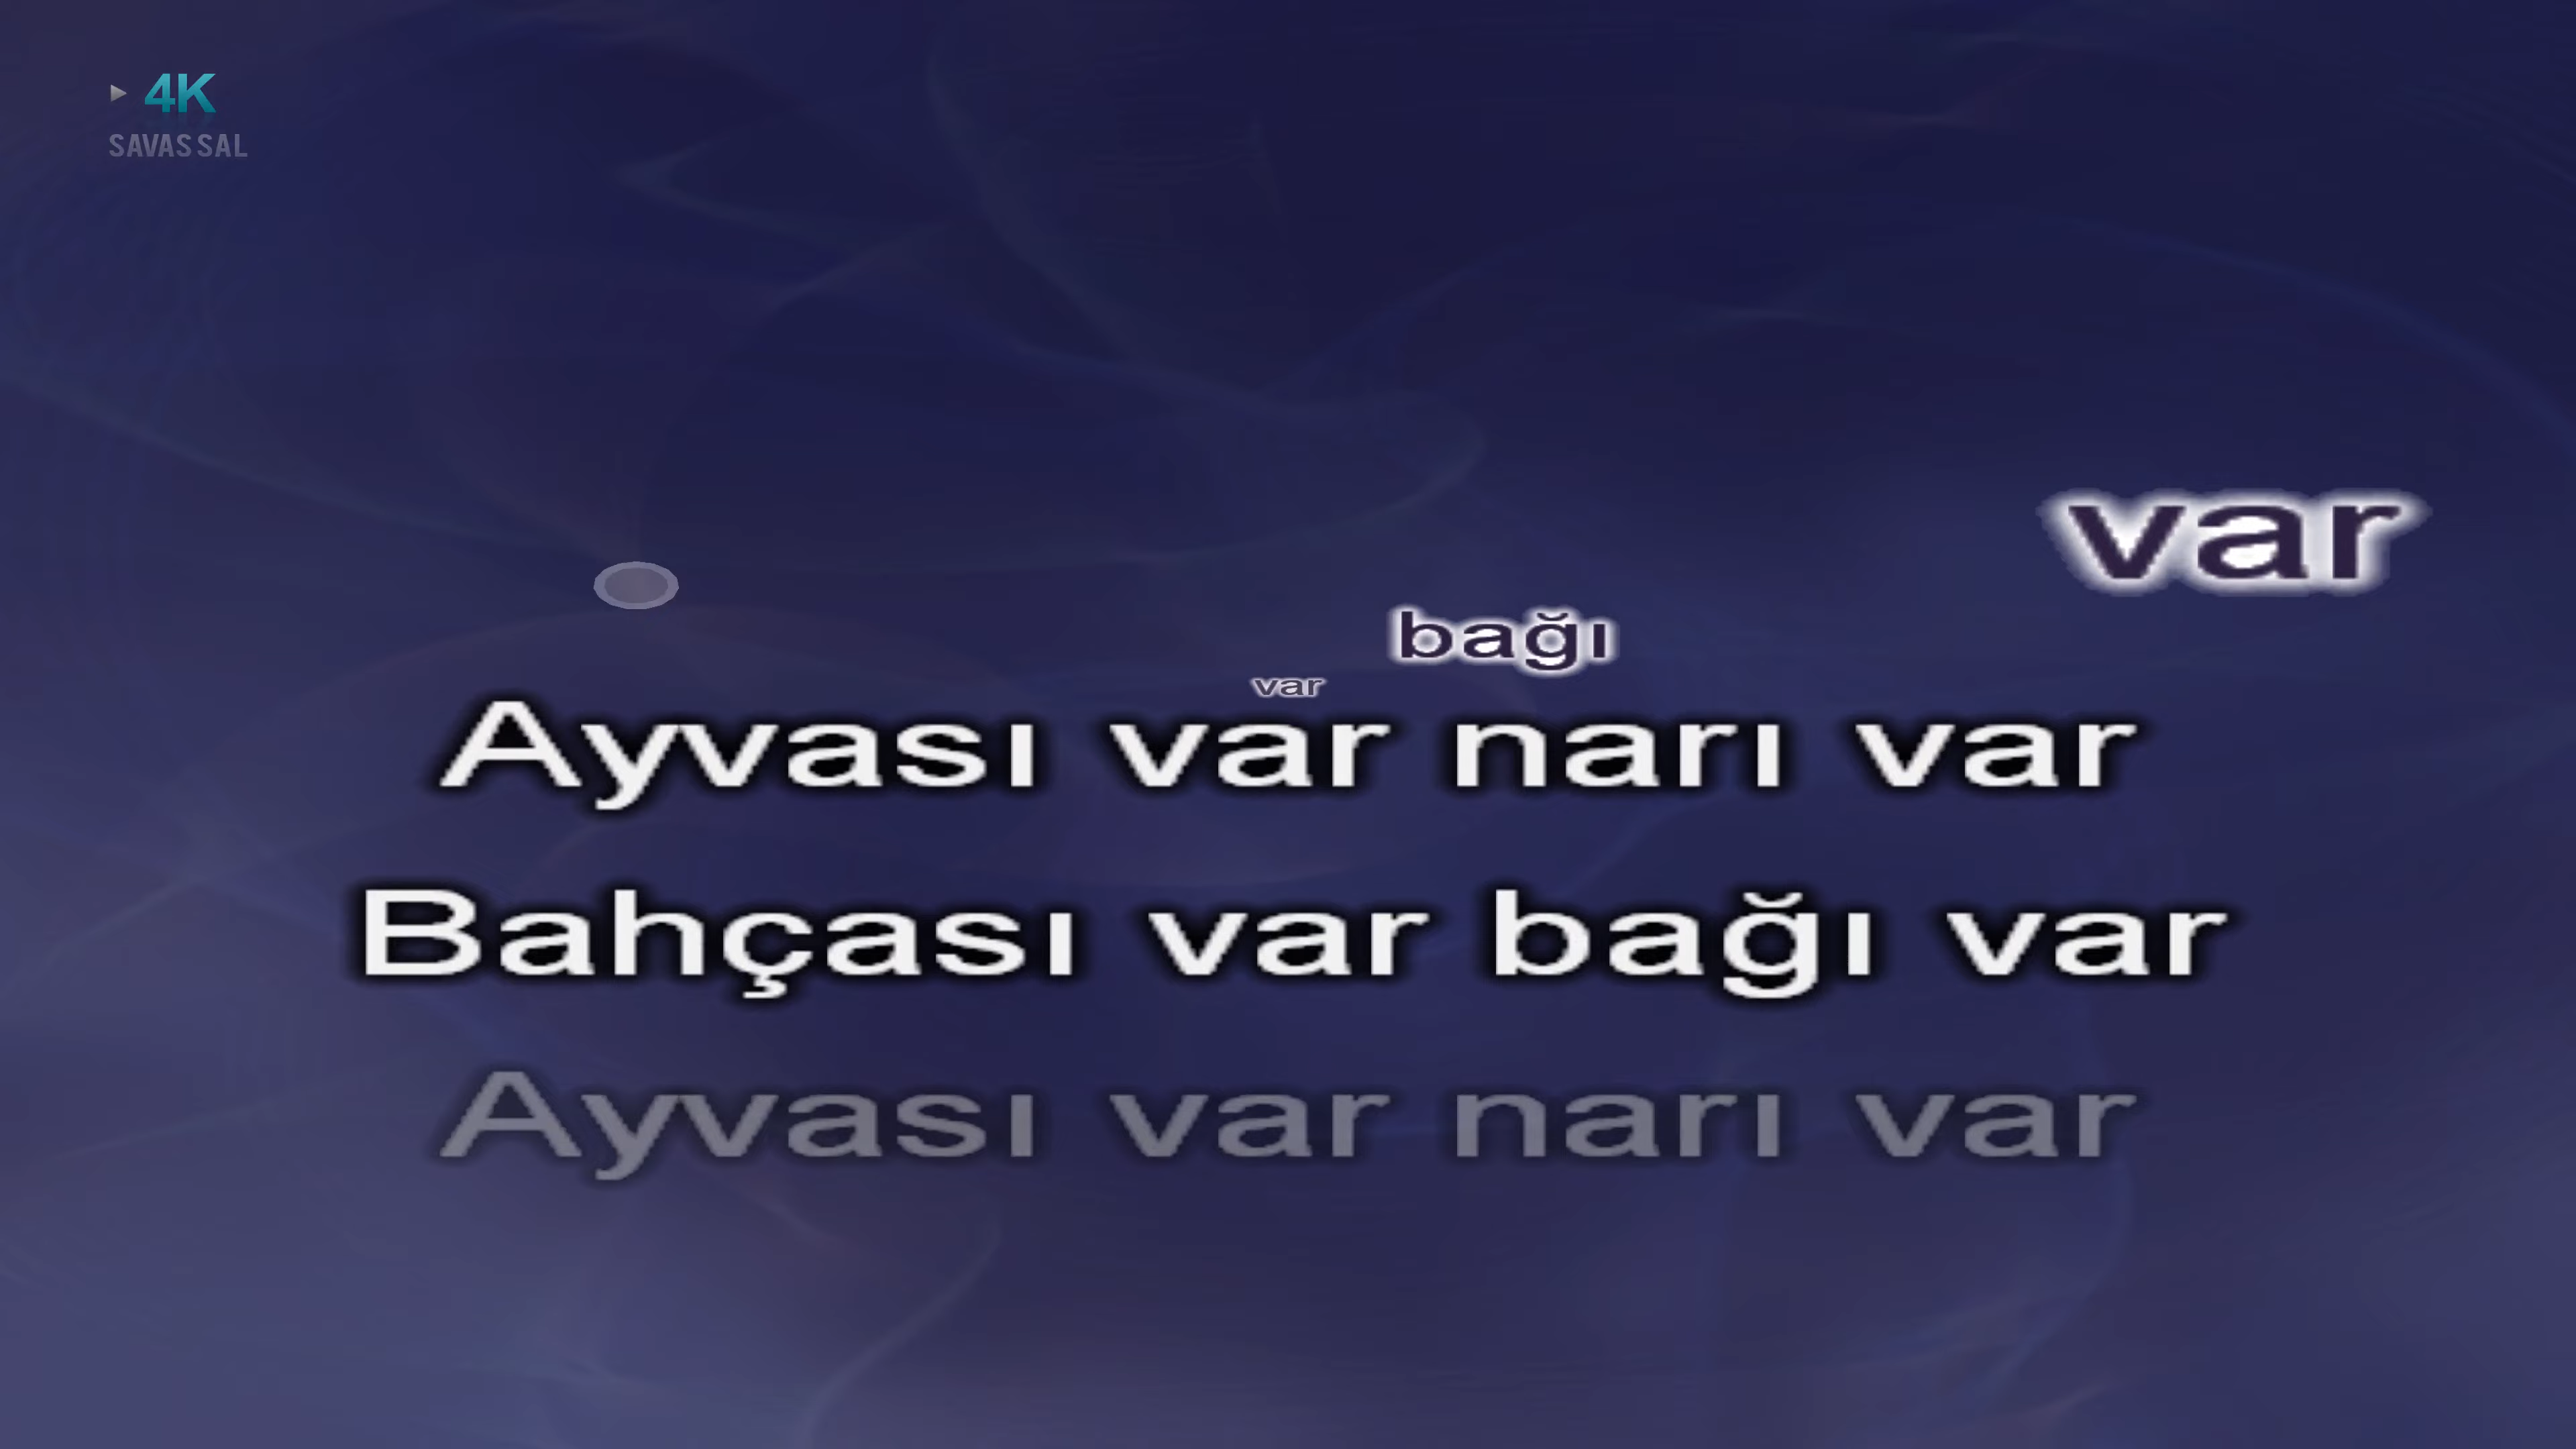 4K
SAVAS SAL
var
bağı
var
Ayvası var narı var
Bahçası var bağı var
Ayvası var narı var